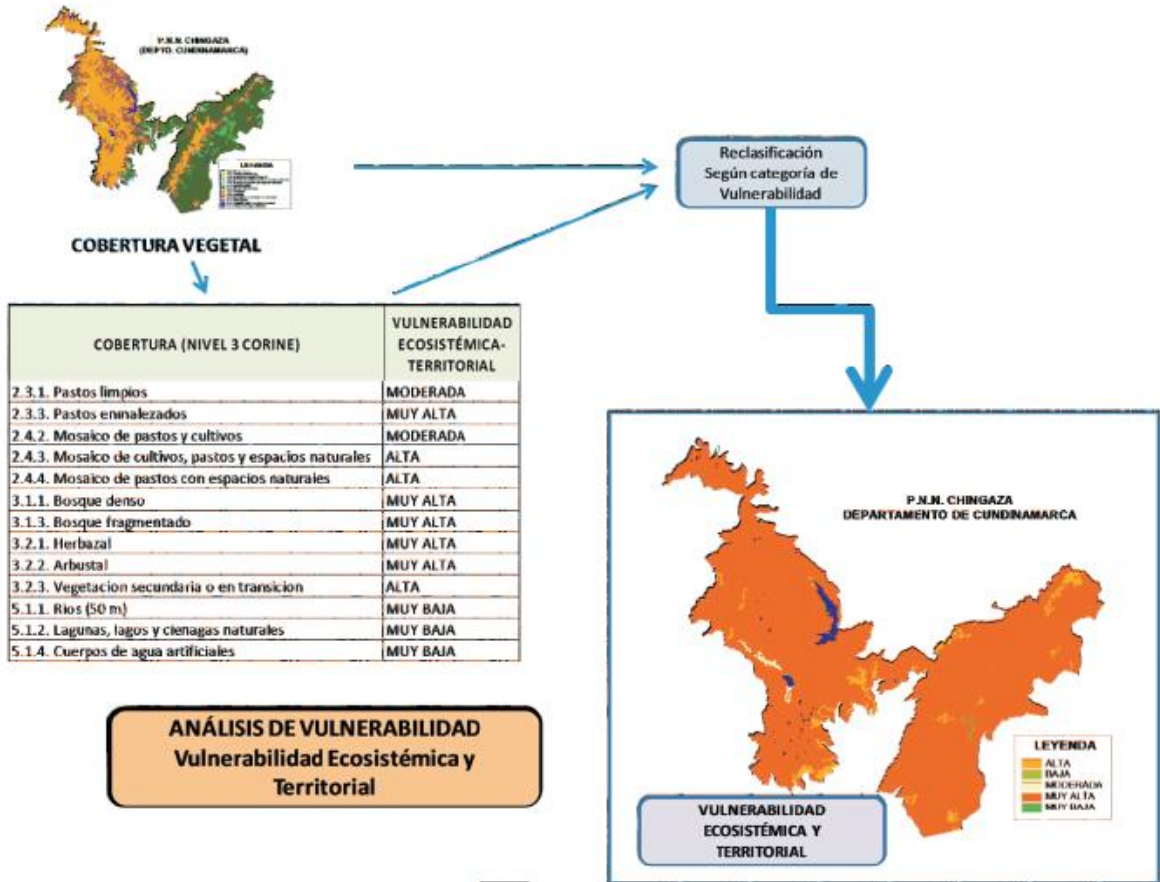 P.N.N. CHINGAZA
(DEPTO. CUNDINAMARCA)
LEYENDA
COBERTURA VEGETAL
Reclasificación
Según categoría de
Vulnerabilidad
COBERTURA (NIVEL 3 CORINE)
VULNERABILIDAD
ECOSISTÉMICA-
TERRITORIAL
2.3.1. Pastos limpios MODERADA
2.3.3. Pastos enmalezados MUY ALTA
2.4.2. Mosaico de pastos y cultivos MODERADA
2.4.3. Mosaico de cultivos, pastos y espacios naturales ALTA
2.4.4. Mosaico de pastos con espacios naturales ALTA
3.1.1. Bosque denso MUY ALTA
3.1.3. Bosque fragmentado MUY ALTA
3.2.1. Herbazal MUY ALTA
3.2.2. Arbustal MUY ALTA
3.2.3. Vegetacion secundaria o en transicion ALTA
5.1.1. Rios (50 m) MUY BAJA
5.1.2. Lagunas, lagos y cienagas naturales MUY BAJA
5.1.4. Cuerpos de agua artificiales MUY BAJA
ANÁLISIS DE VULNERABILIDAD
Vulnerabilidad Ecosistémica y
Territorial
P.N.N. CHINGAZA
DEPARTAMENTO DE CUNDINAMARCA
LEYENDA
ALTA
BAJA
MODERADA
MUY ALTA
MUY BAJA
VULNERABILIDAD
ECOSISTÉMICA Y
TERRITORIAL